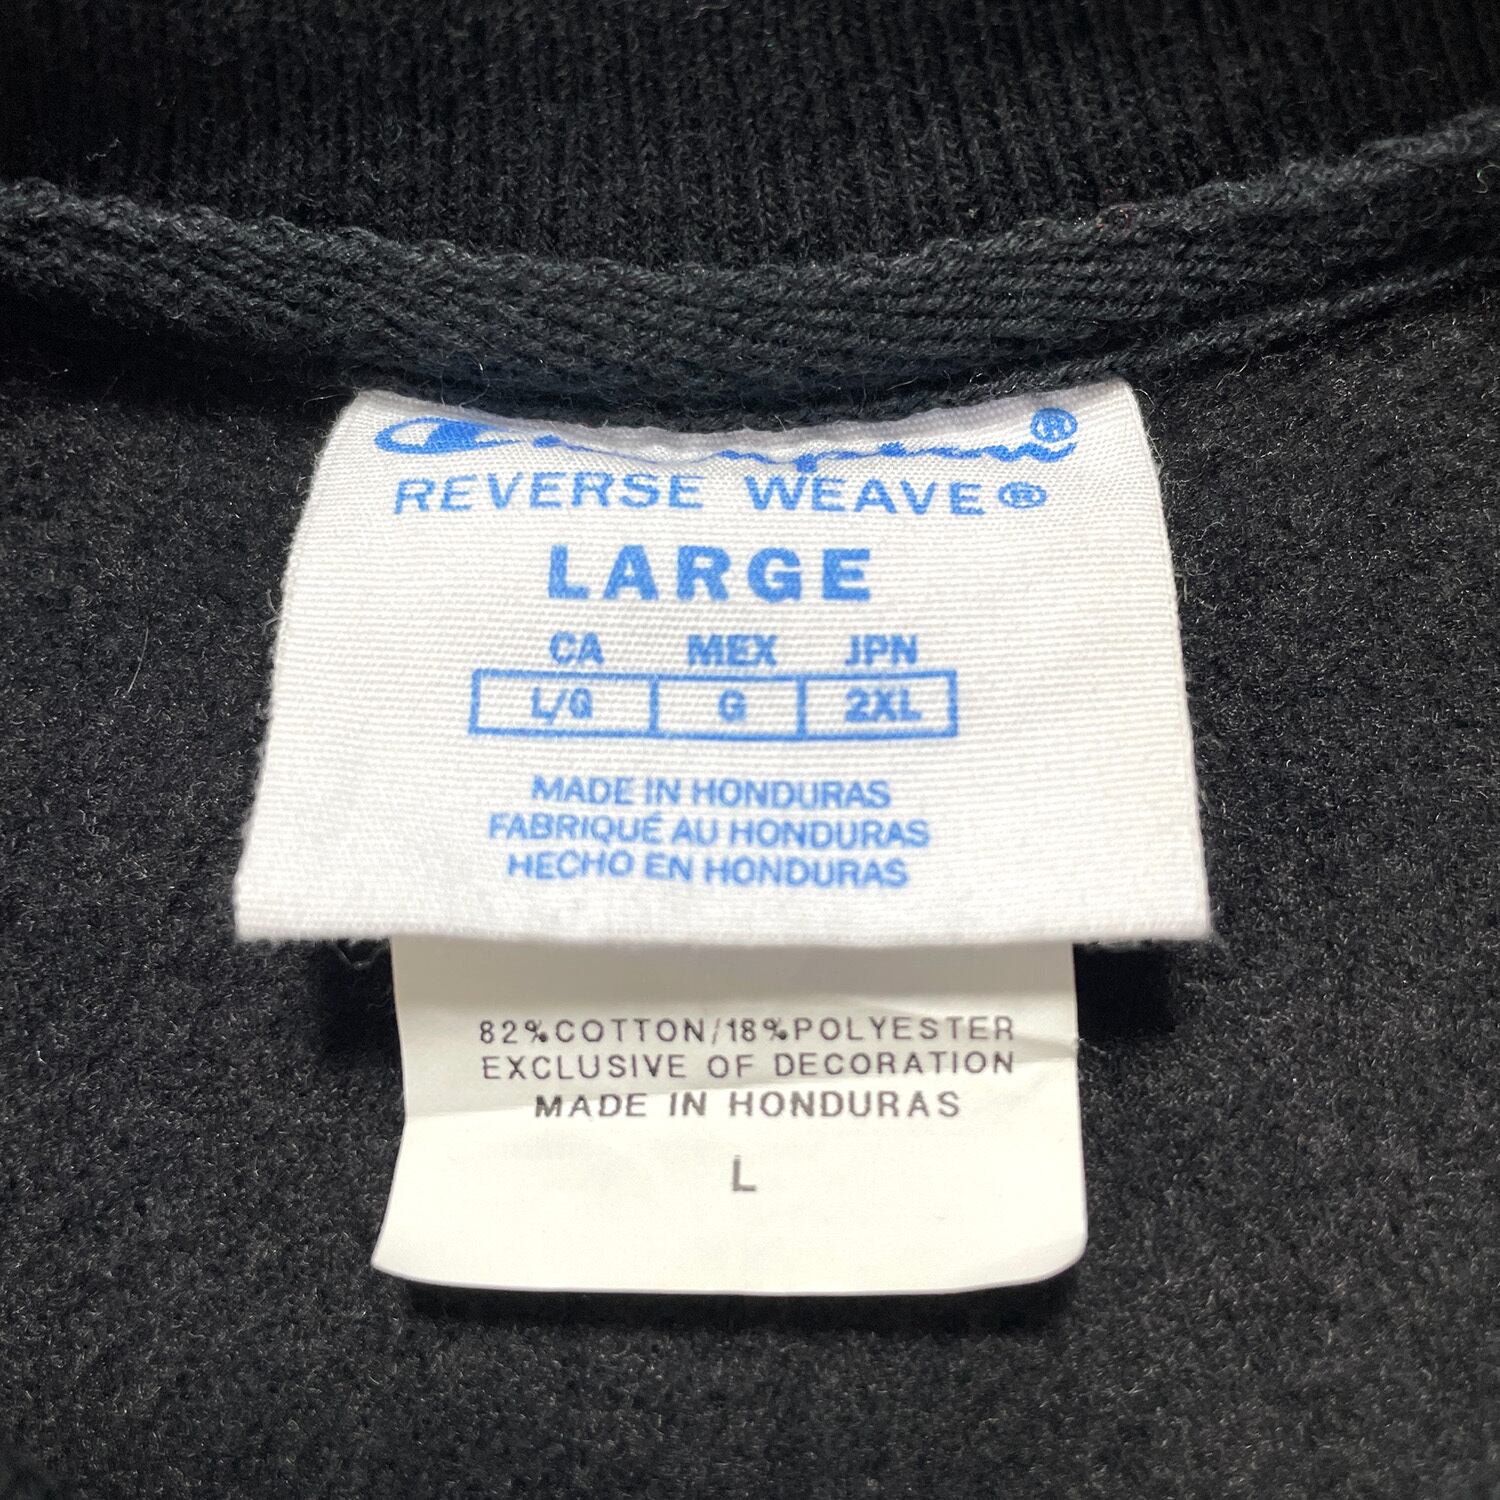 Champion®
REVERSE WEAVE®
LARGE
CA MEX JPN
L/G G 2XL
MADE IN HONDURAS
FABRIQUÉ AU HONDURAS
HECHO EN HONDURAS
82%COTTON/18%POLYESTER
EXCLUSIVE OF DECORATION
MADE IN HONDURAS
L